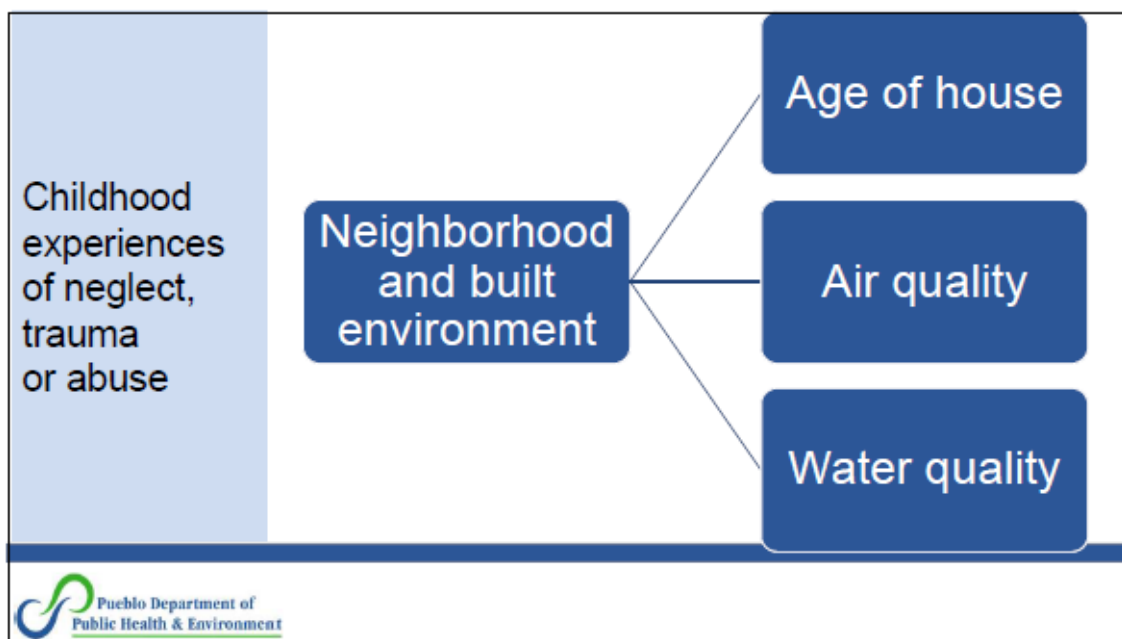 Childhood
experiences
of neglect,
trauma
or abuse
Neighborhood
and built
environment
Age of house
Air quality
Water quality
Pueblo Department of
Public Health & Environment